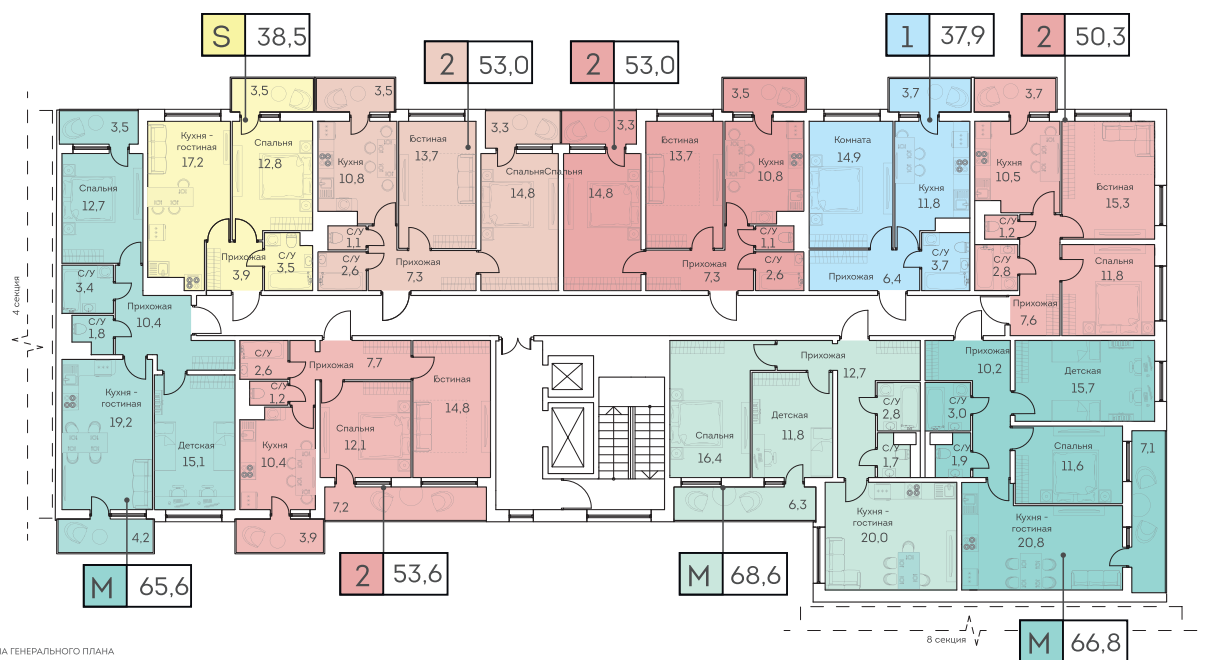 S 38,5
2 53,0
2 53,0
1 37,9
2 50,3
3,5
3,5
3,5
3,7
3,7
3,5
3,3
3,3
Кухня -
гостиная
17,2
Спальня
12,8
Кухня
10,8
Гостиная
13,7
Спальня
14,8
Спальня
14,8
Гостиная
13,7
Кухня
10,8
Комната
14,9
Кухня
11,8
Кухня
10,5
Гостиная
15,3
Спальня
12,7
С/У
3,4
С/У
1,8
Прихожая
10,4
Прихожая
3,9
С/У
3,5
С/У
1,1
С/У
2,6
Прихожая
7,3
Прихожая
7,3
С/У
1,1
С/У
2,6
Прихожая 6,4
С/У
3,7
С/У
1,2
С/У
2,8
Прихожая
7,6
Спальня
11,8
4 секция
Кухня -
гостиная
19,2
Детская
15,1
С/У
2,6
С/У
1,2
Прихожая 7,7
Кухня
10,4
Спальня
12,1
Гостиная
14,8
Спальня
16,4
Прихожая
12,7
Детская
11,8
С/У
2,8
С/У
1,7
Прихожая
10,2
С/У
3,0
С/У
1,9
Детская
15,7
Спальня
11,6
7,1
4,2
3,9
7,2
6,3
Кухня -
гостиная
20,0
Кухня -
гостиная
20,8
М 65,6
2 53,6
М 68,6
М 66,8
8 секция
НА ГЕНЕРАЛЬНОГО ПЛАНА